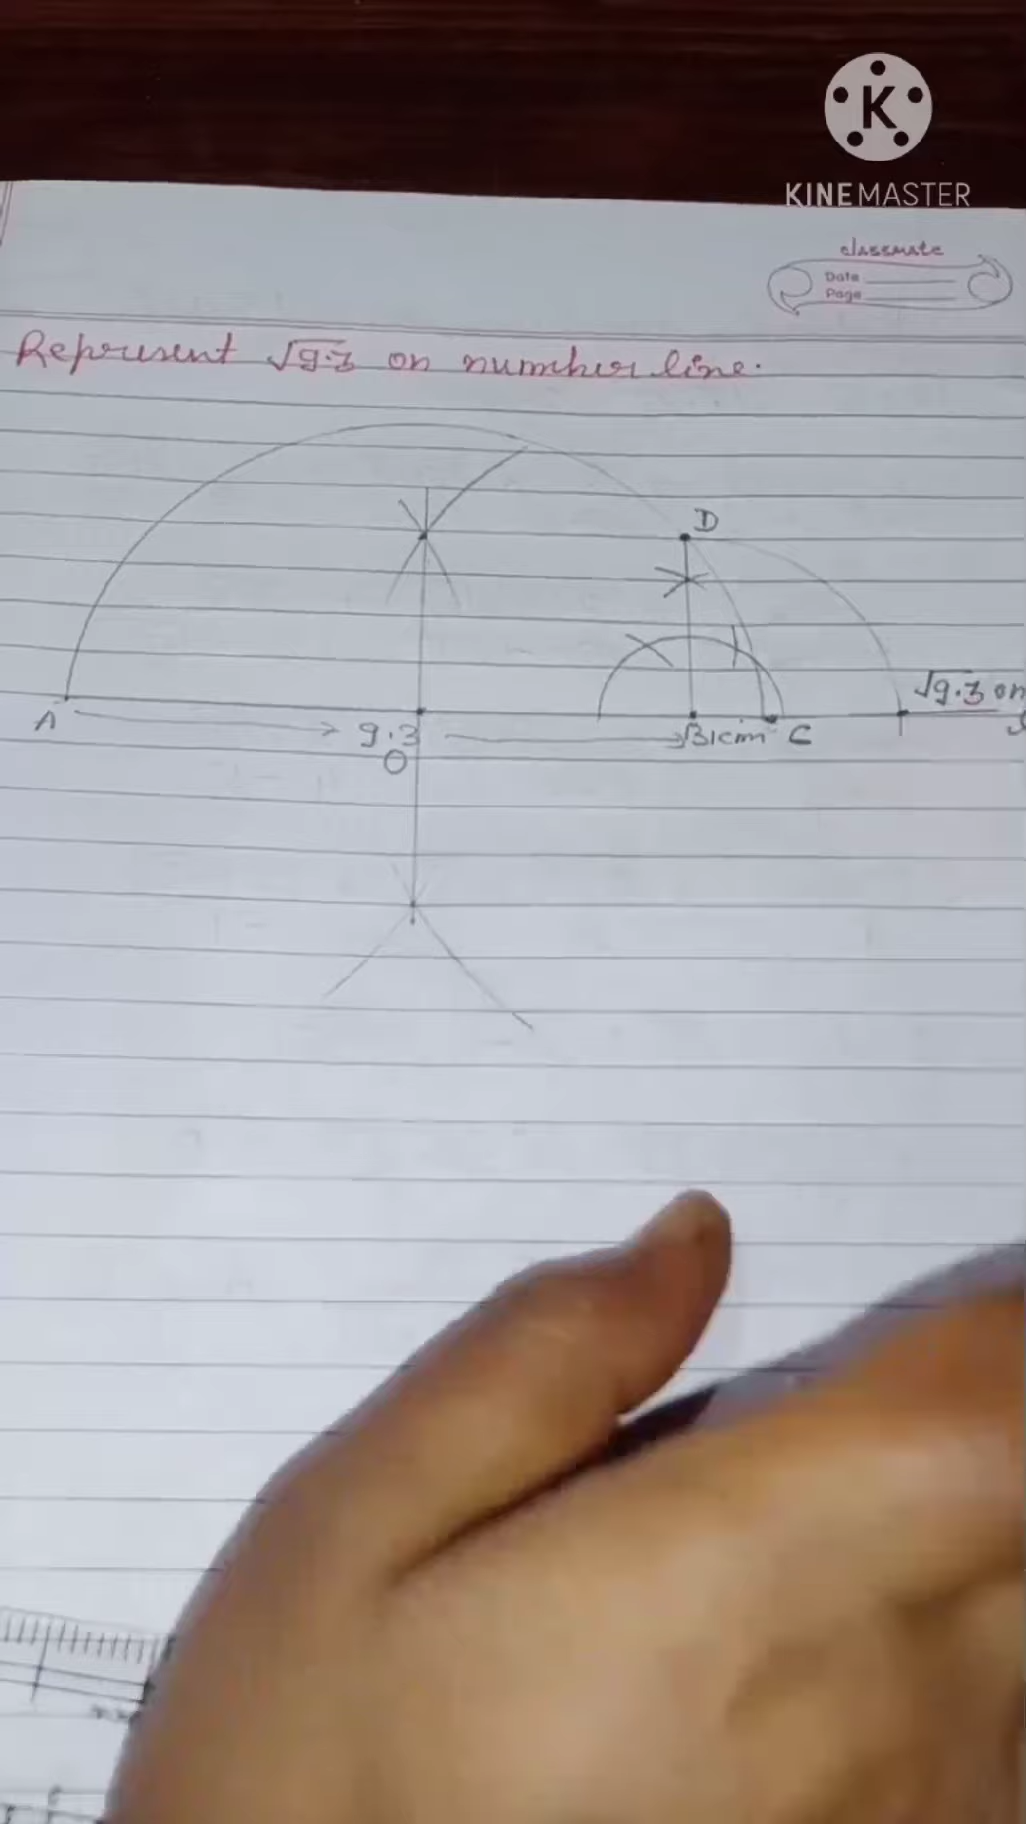 KINEMASTER
classmate
Date
Page
Represent √9.3 on number line.
D
√9.3 on
A 9.3 B 1cm C
O